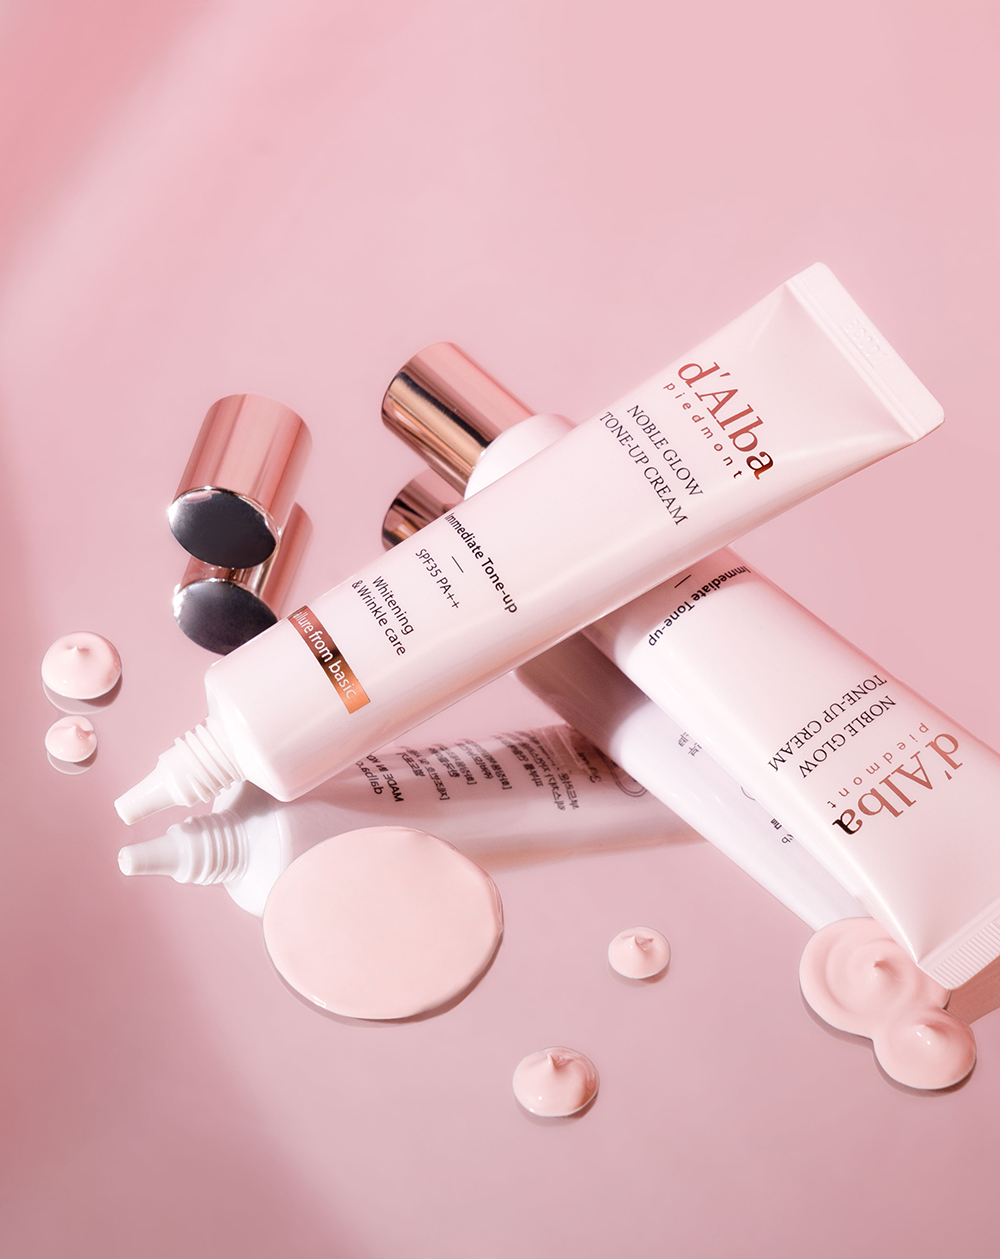 d'Alba
piedmont
NOBLE GLOW
TONE-UP CREAM
Immediate Tone-up
SPF35 PA++
Whitening
& Wrinkle care
allure from basic
Immediate Tone-up
NOBLE GLOW
TONE-UP CREAM
d'Alba
piedmont